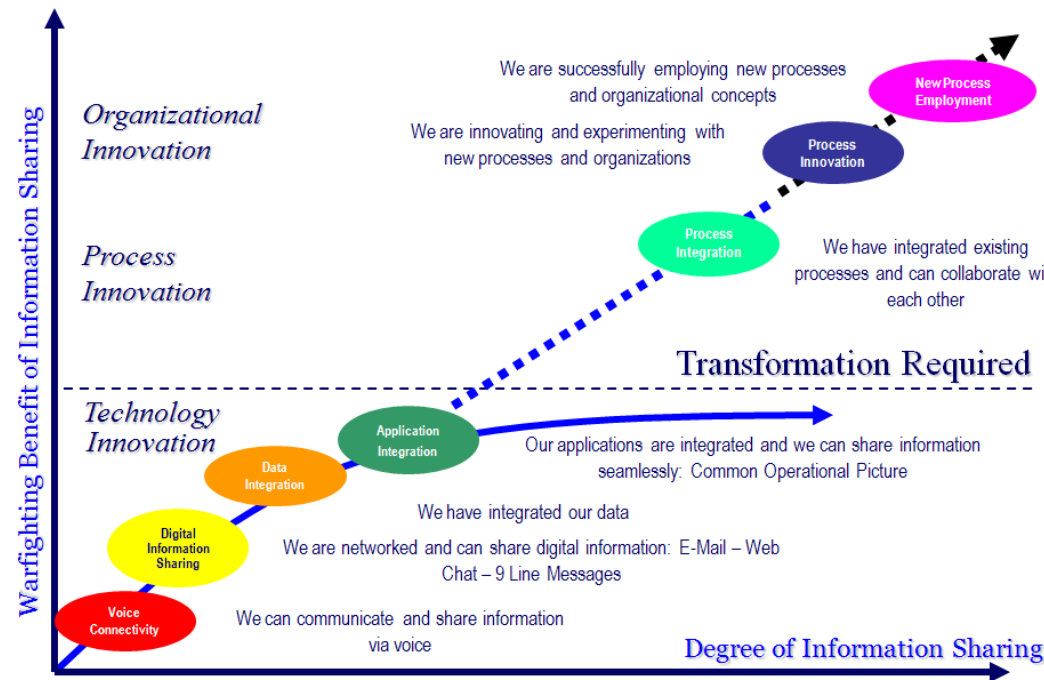 Warfighting Benefit of Information Sharing
We are successfully employing new processes
and organizational concepts
New Process
Employment
Organizational
Innovation
We are innovating and experimenting with
new processes and organizations
Process
Innovation
Process
Integration
Process
Innovation
We have integrated existing
processes and can collaborate wi
each other
Transformation Required
Technology
Innovation
Application
Integration
Our applications are integrated and we can share information
seamlessly: Common Operational Picture
Data
Integration
We have integrated our data
Digital
Information
Sharing
We are networked and can share digital information: E-Mail – Web
Chat – 9 Line Messages
Voice
Connectivity
We can communicate and share information
via voice
Degree of Information Sharing